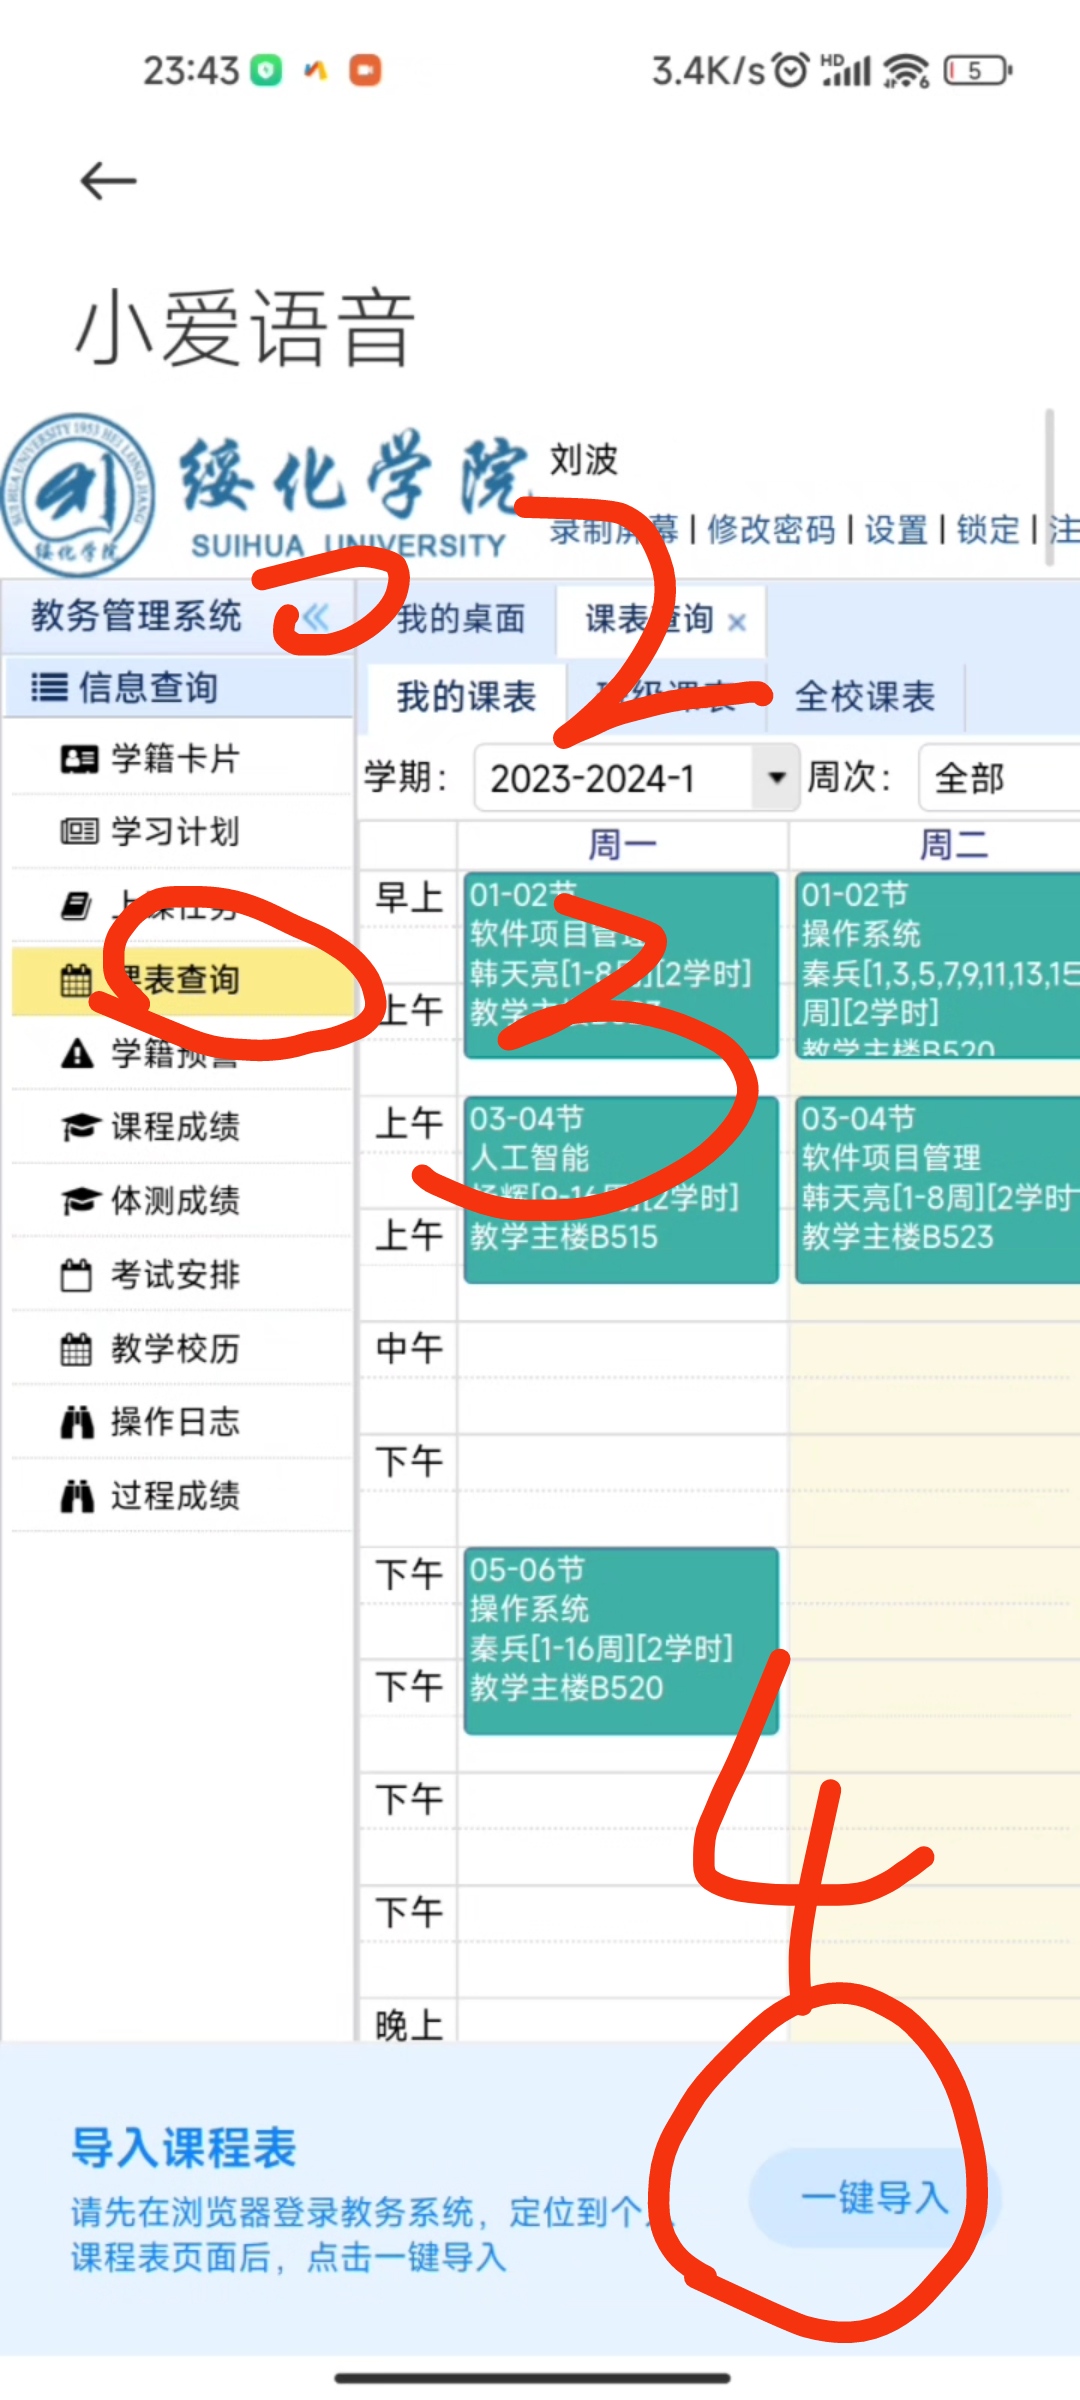 23:43 3.4K/s HD 6 5
小爱语音
绥化学院 刘波
SUIHUA UNIVERSITY
录制屏幕 | 修改密码 | 设置 | 锁定 | 注
教务管理系统 « 我的桌面 课表查询 ×
信息查询 我的课表 班级课表 全校课表
学期: 2023-2024-1 周次: 全部
周一 周二
学籍卡片
学习计划
上课任务
课表查询
学籍预警
课程成绩
体测成绩
考试安排
教学校历
操作日志
过程成绩
早上
上午
上午
上午
中午
下午
下午
下午
下午
下午
晚上
01-02节
软件项目管理
韩天亮[1-8周][2学时]
教学主楼B523
03-04节
人工智能
[9-16周][2学时]
教学主楼B515
05-06节
操作系统
秦兵[1-16周][2学时]
教学主楼B520
01-02节
操作系统
秦兵[1,3,5,7,9,11,13,15
周][2学时]
教学主楼B520
03-04节
软件项目管理
韩天亮[1-8周][2学时
教学主楼B523
2
3
4
导入课程表
请先在浏览器登录教务系统，定位到个人
课程表页面后，点击一键导入
一键导入